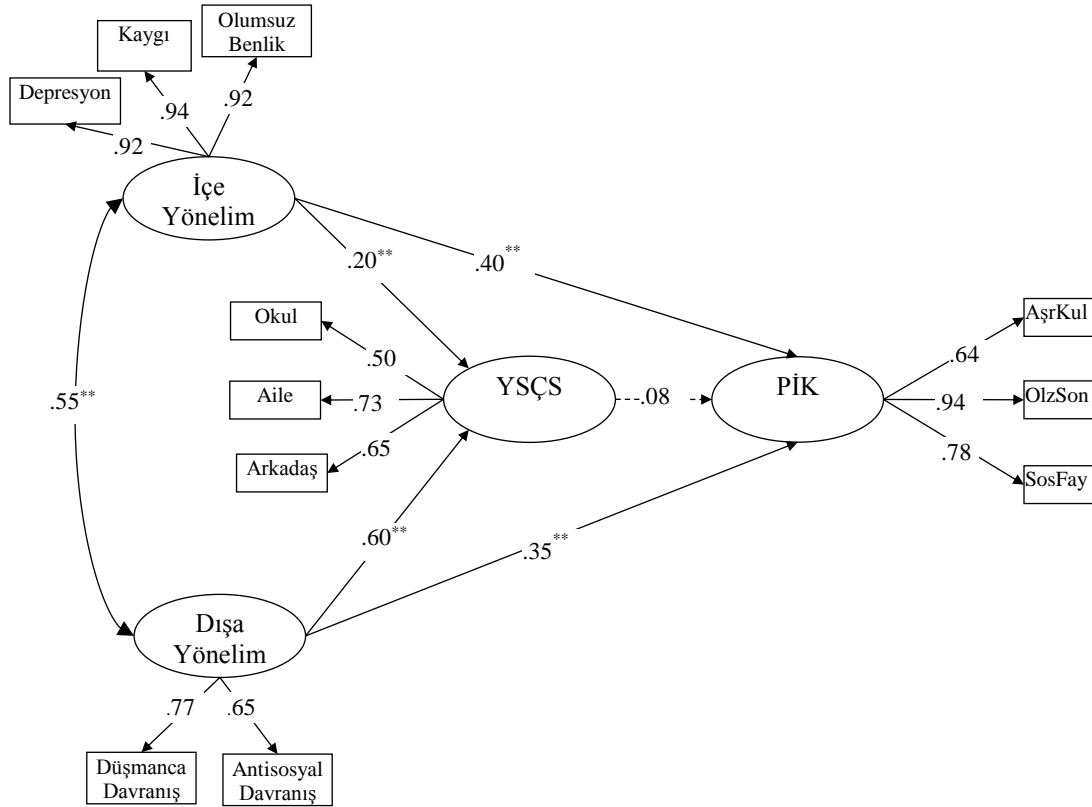 Olumsuz
Benlik
Kaygı
Depresyon
.92
.94
.92
İçe
Yönelim
.20**
.40**
Okul
Aile
Arkadaş
.50
.73
.65
YSÇS
.08
PİK
AşrKul
OlzSon
SosFay
.64
.94
.78
.55**
.60**
.35**
Dışa
Yönelim
.77
.65
Düşmanca
Davranış
Antisosyal
Davranış